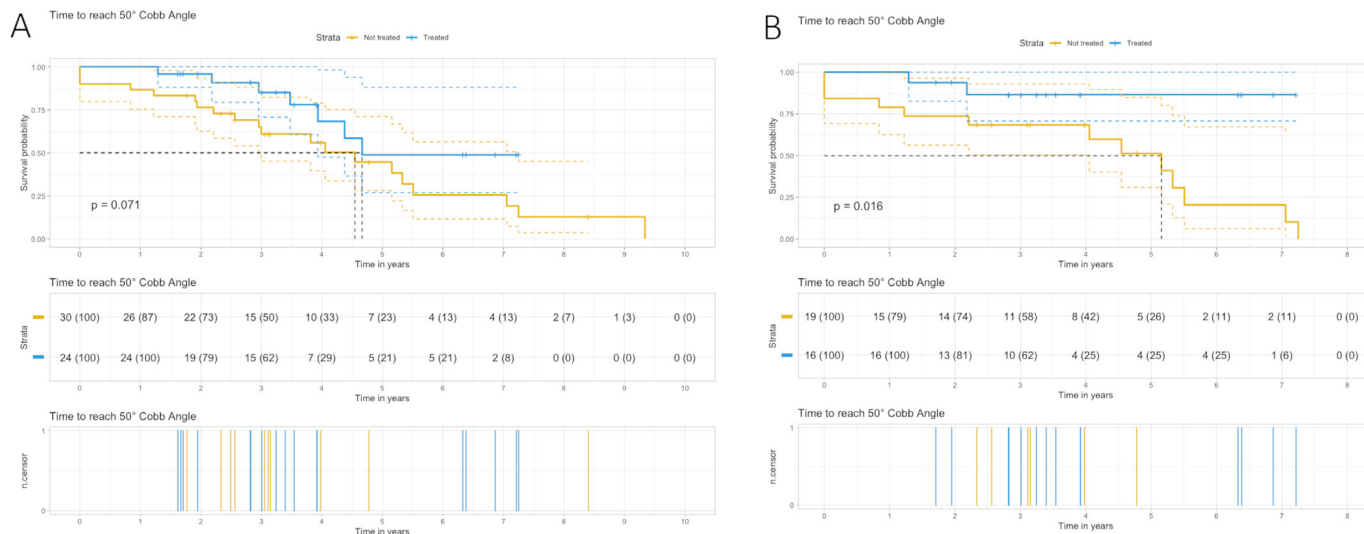 A
Time to reach 50° Cobb Angle
Strata Not treated Treated
1.00
0.75
0.50
0.25
0.00
Survival probability
p = 0.071
0 1 2 3 4 5 6 7 8 9 10
Time in years
Time to reach 50° Cobb Angle
Strata
30 (100) 26 (87) 22 (73) 15 (50) 10 (33) 7 (23) 4 (13) 4 (13) 2 (7) 1 (3) 0 (0)
24 (100) 24 (100) 19 (79) 15 (62) 7 (29) 5 (21) 5 (21) 2 (8) 0 (0) 0 (0) 0 (0)
0 1 2 3 4 5 6 7 8 9 10
Time in years
Time to reach 50° Cobb Angle
1
0
n.censor
0 1 2 3 4 5 6 7 8 9 10
Time in years
B
Time to reach 50° Cobb Angle
Strata Not treated Treated
1.00
0.75
0.50
0.25
0.00
Survival probability
p = 0.016
0 1 2 3 4 5 6 7 8
Time in years
Time to reach 50° Cobb Angle
Strata
19 (100) 15 (79) 14 (74) 11 (58) 8 (42) 5 (26) 2 (11) 2 (11) 0 (0)
16 (100) 16 (100) 13 (81) 10 (62) 4 (25) 4 (25) 4 (25) 1 (6) 0 (0)
0 1 2 3 4 5 6 7 8
Time in years
Time to reach 50° Cobb Angle
1
0
n.censor
0 1 2 3 4 5 6 7 8
Time in years